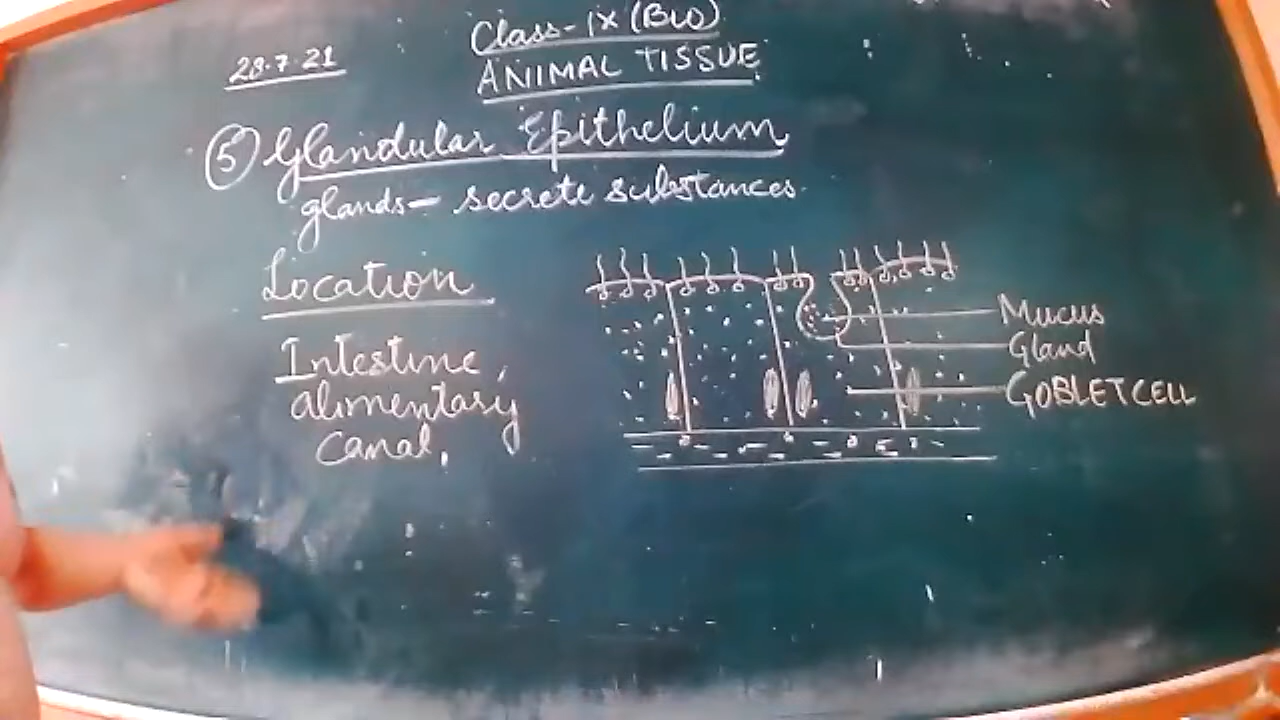 Class-IX (BIO)
28.7.21
ANIMAL TISSUE
⑤ Glandular Epithelium
glands- secrete substances.
Location
Intestine,
alimentary
canal,
Mucus
Gland
GOBLET CELL